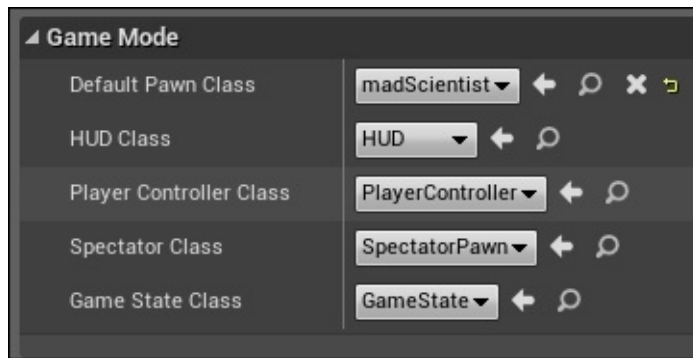 Game Mode
Default Pawn Class madScientist
HUD Class HUD
Player Controller Class PlayerController
Spectator Class SpectatorPawn
Game State Class GameState